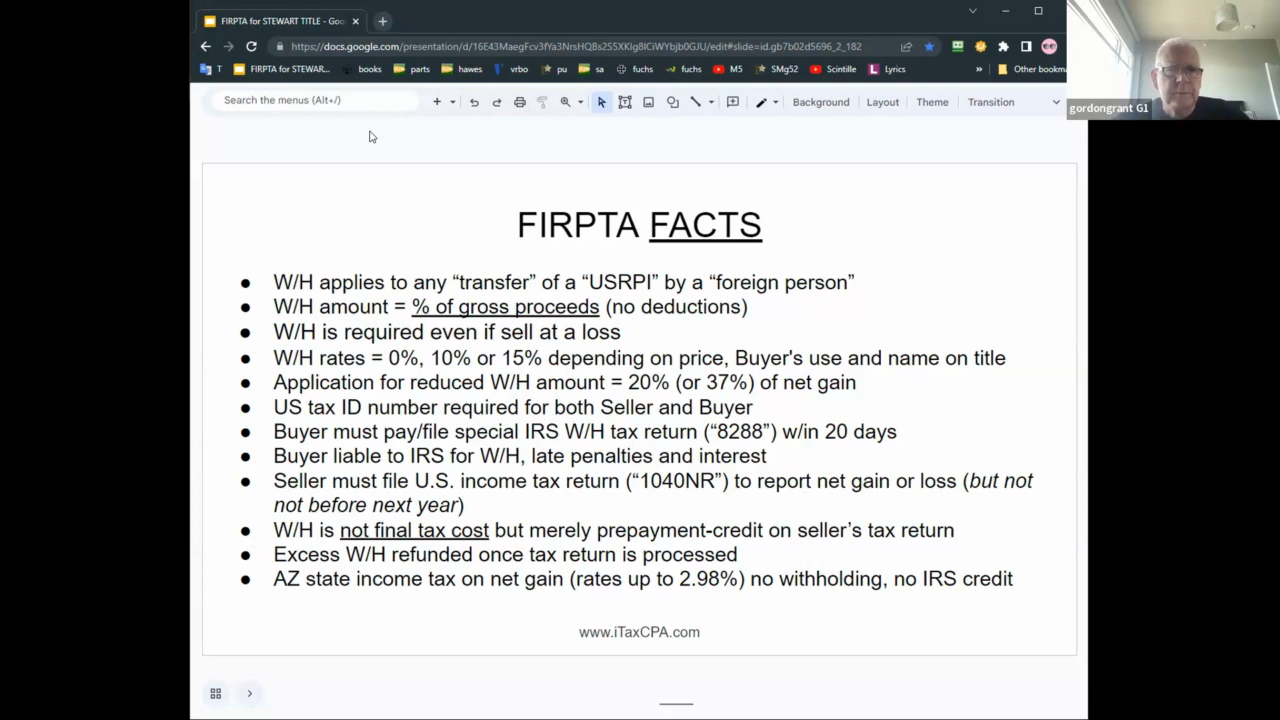 FIRPTA for STEWART TITLE - Goo
https://docs.google.com/presentation/d/16E43MaegFcv3fYa3NrsHQBs2S5XKIg8ICiWYbjb0GJU/edit#slide=id.gb7b02d5696_2_182
T FIRPTA for STEWAR... books parts hawes vrbo pu sa fuchs fuchs M5 SMg52 Scintille Lyrics » Other bookma
gordongrant G1
Search the menus (Alt+/) Background Layout Theme Transition
FIRPTA FACTS
● W/H applies to any “transfer” of a “USRPI” by a “foreign person”
● W/H amount = % of gross proceeds (no deductions)
● W/H is required even if sell at a loss
● W/H rates = 0%, 10% or 15% depending on price, Buyer's use and name on title
● Application for reduced W/H amount = 20% (or 37%) of net gain
● US tax ID number required for both Seller and Buyer
● Buyer must pay/file special IRS W/H tax return (“8288”) w/in 20 days
● Buyer liable to IRS for W/H, late penalties and interest
● Seller must file U.S. income tax return (“1040NR”) to report net gain or loss (but not
not before next year)
● W/H is not final tax cost but merely prepayment-credit on seller’s tax return
● Excess W/H refunded once tax return is processed
● AZ state income tax on net gain (rates up to 2.98%) no withholding, no IRS credit
www.iTaxCPA.com